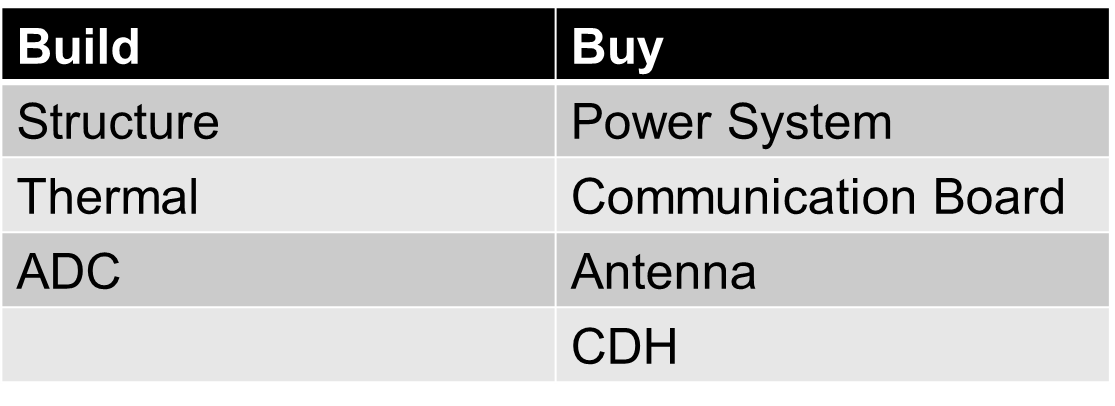 Build Buy
Structure Power System
Thermal Communication Board
ADC Antenna
CDH